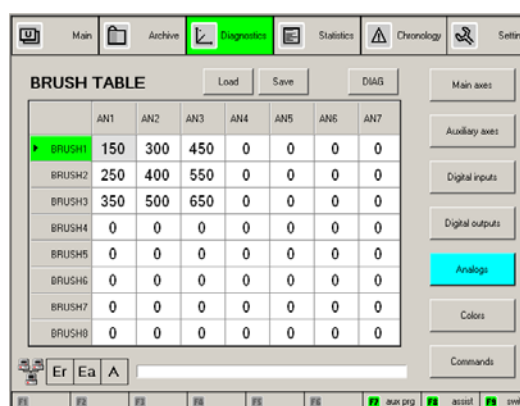 Main Archive Diagnostics Statistics Chronology Settin
BRUSH TABLE Load Save DIAG Main axes
AN1 AN2 AN3 AN4 AN5 AN6 AN7
Auxiliary axes
BRUSH1 150 300 450 0 0 0 0
BRUSH2 250 400 550 0 0 0 0
Digital inputs
BRUSH3 350 500 650 0 0 0 0
BRUSH4 0 0 0 0 0 0 0
Digital outputs
BRUSH5 0 0 0 0 0 0 0
Analogs
BRUSH6 0 0 0 0 0 0 0
BRUSH7 0 0 0 0 0 0 0
Colors
BRUSH8 0 0 0 0 0 0 0
Commands
Er Ea A
F1 F2 F3 F4 F5 F6 F7 aux prg F8 assist F9 swi